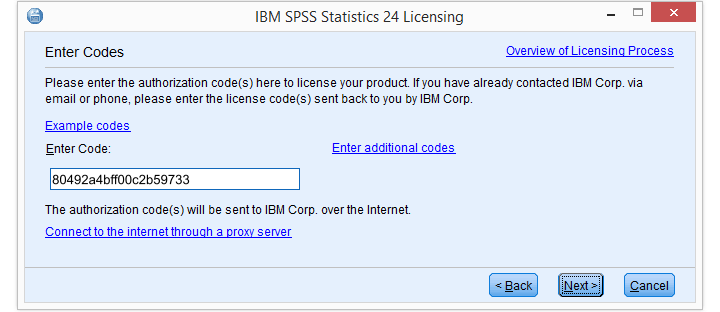 IBM SPSS Statistics 24 Licensing
Enter Codes
Overview of Licensing Process
Please enter the authorization code(s) here to license your product. If you have already contacted IBM Corp. via
email or phone, please enter the license code(s) sent back to you by IBM Corp.
Example codes
Enter Code:
Enter additional codes
80492a4bff00c2b59733
The authorization code(s) will be sent to IBM Corp. over the Internet.
Connect to the internet through a proxy server
< Back
Next >
Cancel